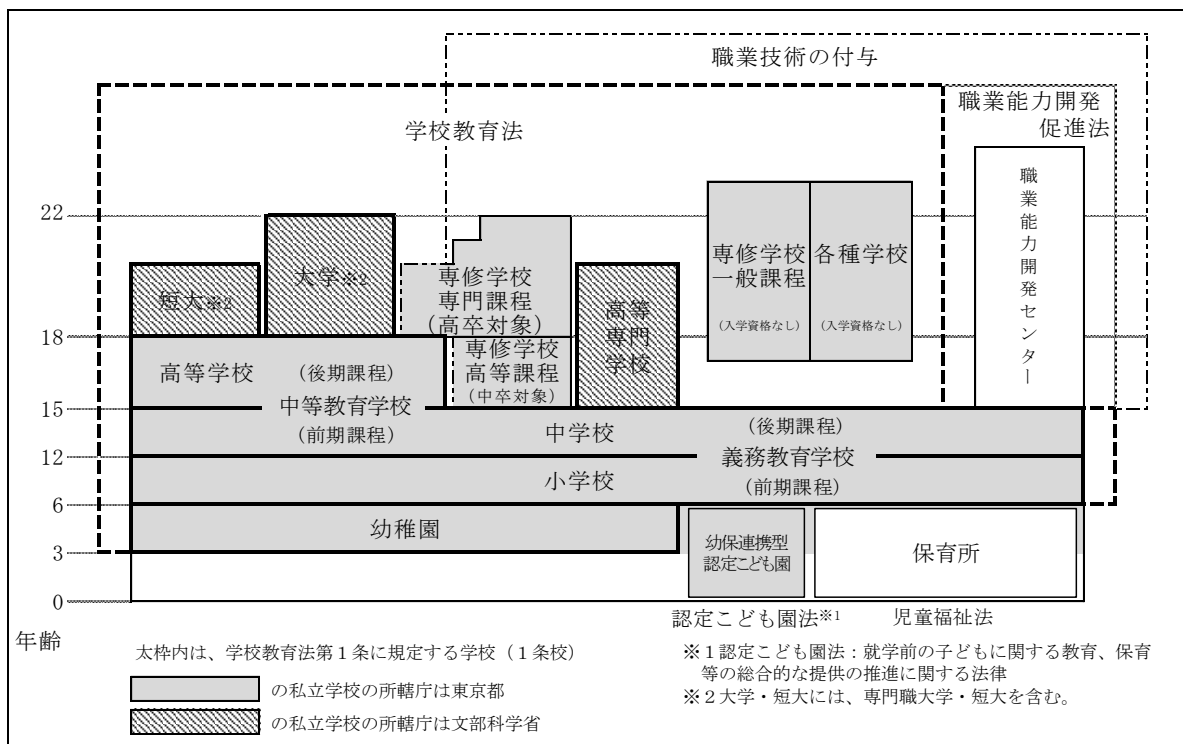 職業技術の付与
職業能力開発
促進法
学校教育法
職業能力開発センター
22
専修学校
一般課程
(入学資格なし)
各種学校
(入学資格なし)
大学※2
短大※2
専修学校
専門課程
(高卒対象)
高等
専門
学校
18
専修学校
高等課程
(中卒対象)
高等学校
(後期課程)
中等教育学校
(前期課程)
15
中学校
(後期課程)
義務教育学校
(前期課程)
12
小学校
6
幼稚園
幼保連携型
認定こども園
保育所
3
0
年齢
認定こども園法※1
児童福祉法
太枠内は、学校教育法第1条に規定する学校(1条校)
の私立学校の所轄庁は東京都
の私立学校の所轄庁は文部科学省
※1認定こども園法:就学前の子どもに関する教育、保育
等の総合的な提供の推進に関する法律
※2大学・短大には、専門職大学・短大を含む。